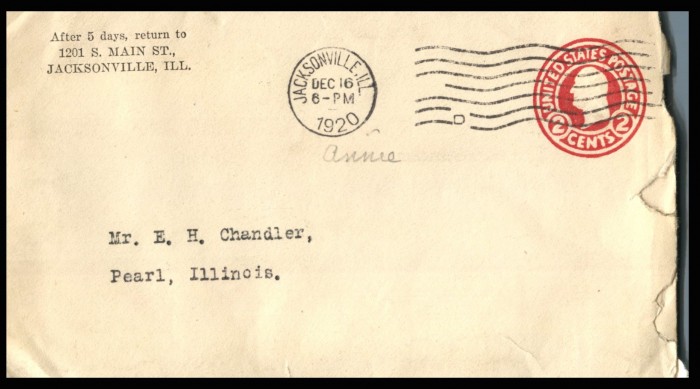 After 5 days, return to
1201 S. MAIN ST.,
JACKSONVILLE, ILL.
JACKSONVILLE, ILL.
DEC 16
6-PM
1920
D
UNITED STATES POSTAGE
2 CENTS 2
Annie
Mr. E. H. Chandler,
Pearl, Illinois.